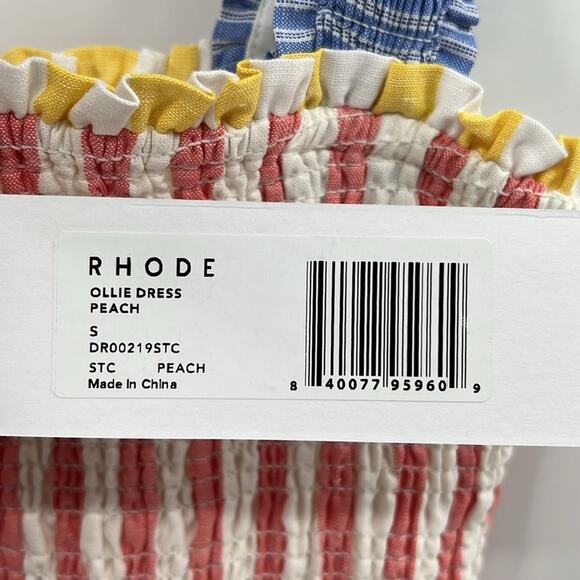 RHODE
OLLIE DRESS
PEACH
S
DR00219STC
STC PEACH
Made in China
8 40077 95960 9